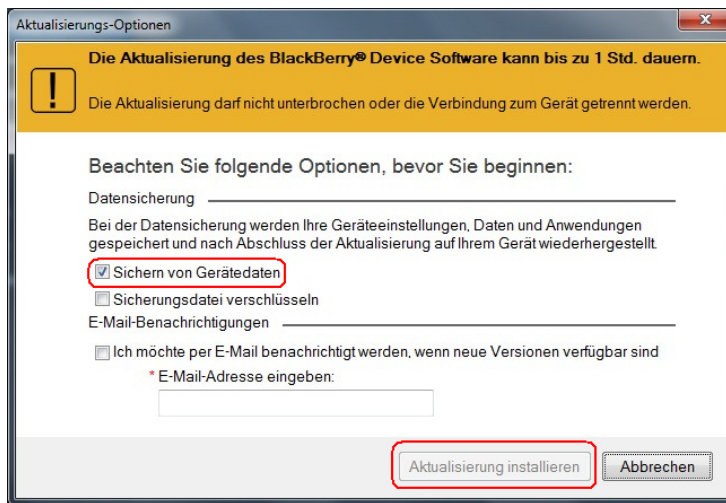 Aktualisierungs-Optionen
Die Aktualisierung des BlackBerry® Device Software kann bis zu 1 Std. dauern.
Die Aktualisierung darf nicht unterbrochen oder die Verbindung zum Gerät getrennt werden.
Beachten Sie folgende Optionen, bevor Sie beginnen:
Datensicherung
Bei der Datensicherung werden Ihre Geräteeinstellungen, Daten und Anwendungen
gespeichert und nach Abschluss der Aktualisierung auf Ihrem Gerät wiederhergestellt.
Sichern von Gerätedaten
Sicherungsdatei verschlüsseln
E-Mail-Benachrichtigungen
Ich möchte per E-Mail benachrichtigt werden, wenn neue Versionen verfügbar sind
* E-Mail-Adresse eingeben:
Aktualisierung installieren
Abbrechen